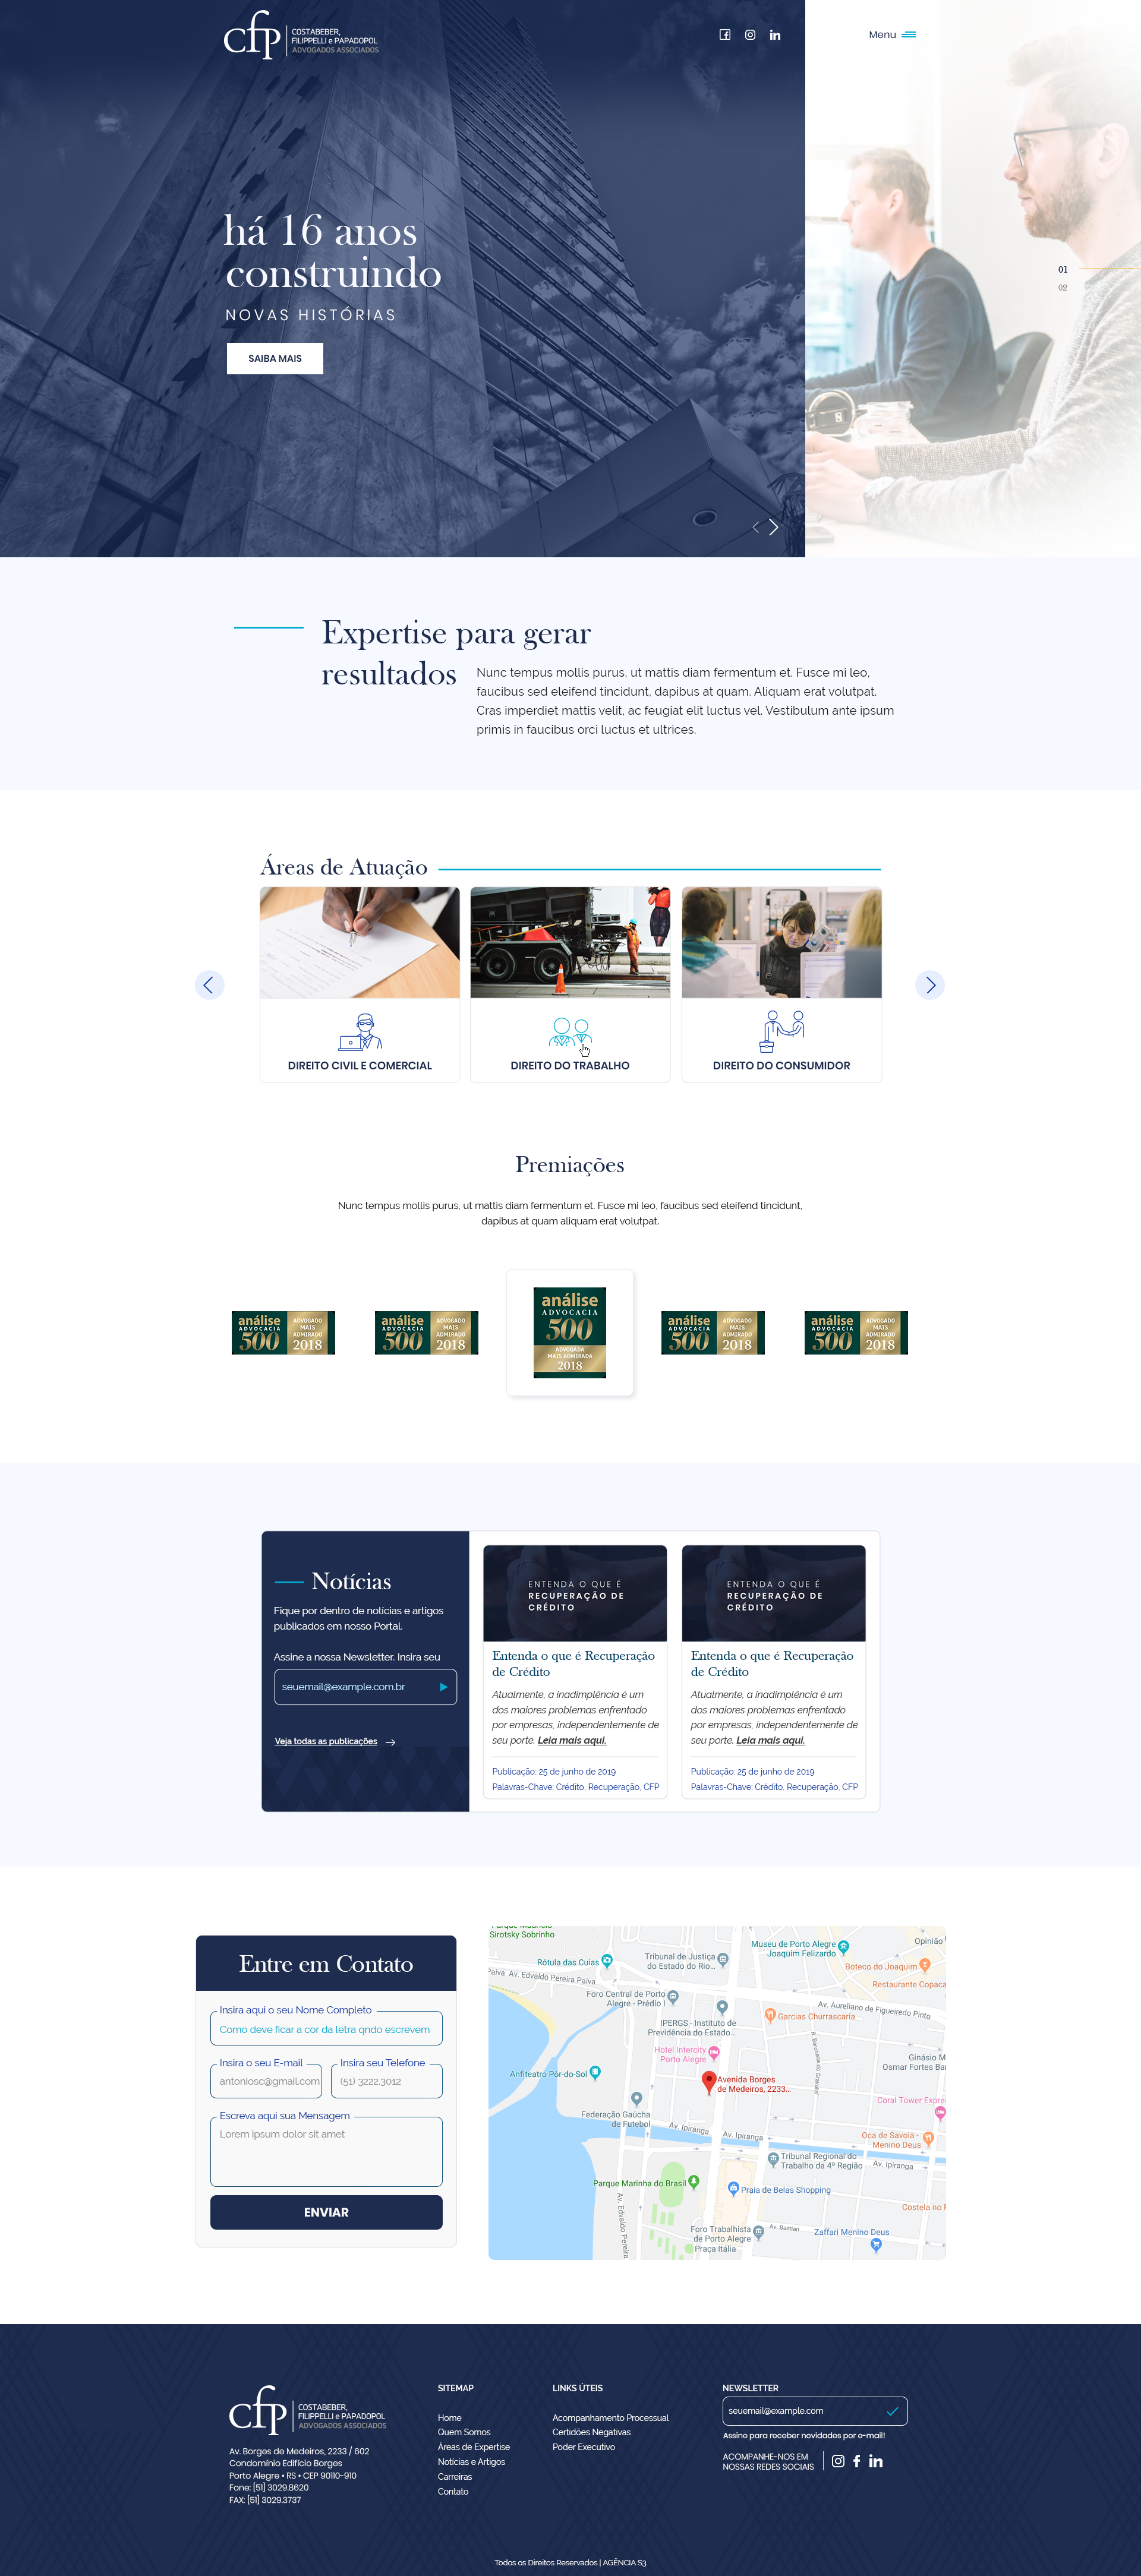 cfp
COSTABEBER,
FILIPPELLI e PAPADOPOL
ADVOGADOS ASSOCIADOS
Menu
há 16 anos
construindo
NOVAS HISTÓRIAS
SAIBA MAIS
01
02
Expertise para gerar
resultados
Nunc tempus mollis purus, ut mattis diam fermentum et. Fusce mi leo,
faucibus sed eleifend tincidunt, dapibus at quam. Aliquam erat volutpat.
Cras imperdiet mattis velit, ac feugiat elit luctus vel. Vestibulum ante ipsum
primis in faucibus orci luctus et ultrices.
Áreas de Atuação
DIREITO CIVIL E COMERCIAL
DIREITO DO TRABALHO
DIREITO DO CONSUMIDOR
Premiações
Nunc tempus mollis purus, ut mattis diam fermentum et. Fusce mi leo, faucibus sed eleifend tincidunt,
dapibus at quam aliquam erat volutpat.
análise
ADVOCACIA
500
ADVOGADO
MAIS
ADMIRADO
2018
análise
ADVOCACIA
500
ADVOGADO
MAIS
ADMIRADO
2018
análise
ADVOCACIA
500
ADVOGADA
MAIS ADMIRADA
2018
análise
ADVOCACIA
500
ADVOGADO
MAIS
ADMIRADO
2018
análise
ADVOCACIA
500
ADVOGADO
MAIS
ADMIRADO
2018
Notícias
Fique por dentro de notícias e artigos
publicados em nosso Portal.
Assine a nossa Newsletter. Insira seu
seuemail@example.com.br
Veja todas as publicações
ENTENDA O QUE É
RECUPERAÇÃO DE
CRÉDITO
Entenda o que é Recuperação
de Crédito
Atualmente, a inadimplência é um
dos maiores problemas enfrentado
por empresas, independentemente de
seu porte. Leia mais aqui.
Publicação: 25 de junho de 2019
Palavras-Chave: Crédito, Recuperação, CFP
ENTENDA O QUE É
RECUPERAÇÃO DE
CRÉDITO
Entenda o que é Recuperação
de Crédito
Atualmente, a inadimplência é um
dos maiores problemas enfrentado
por empresas, independentemente de
seu porte. Leia mais aqui.
Publicação: 25 de junho de 2019
Palavras-Chave: Crédito, Recuperação, CFP
Entre em Contato
Insira aqui o seu Nome Completo
Como deve ficar a cor da letra qndo escrevem
Insira o seu E-mail
antoniosc@gmail.com
Insira seu Telefone
(51) 3222.3012
Escreva aqui sua Mensagem
Lorem ipsum dolor sit amet
ENVIAR
Parque Maurício
Sirotsky Sobrinho
Rótula das Cuias
Tribunal de Justiça
do Estado do Rio...
Museu de Porto Alegre
Joaquim Felizardo
Opinião
Boteco do Joaquim
Restaurante Copaca
Paiva
Av. Edvaldo Pereira Paiva
Foro Central de Porto
Alegre - Prédio I
Av. Aureliano de Figueiredo Pinto
IPERGS - Instituto de
Previdência do Estado...
Garcias Churrascaria
Hotel Intercity
Porto Alegre
R. Baronesa do Gravataí
Ginásio M
Osmar Fortes Bar
Anfiteatro Pôr-do-Sol
Avenida Borges
de Medeiros, 2233...
Coral Tower Expres
Federação Gaúcha
de Futebol
Av. Ipiranga
Av. Ipiranga
Oca de Savoia -
Menino Deus
Av. Ipiranga
Tribunal Regional do
Trabalho da 4ª Região
Parque Marinha do Brasil
Praia de Belas Shopping
Av. Edvaldo Pereira
Costela no R
Foro Trabalhista
de Porto Alegre
Av. Bastian
Zaffari Menino Deus
Praça Itália
cfp
COSTABEBER,
FILIPPELLI e PAPADOPOL
ADVOGADOS ASSOCIADOS
Av. Borges de Medeiros, 2233 / 602
Condomínio Edifício Borges
Porto Alegre • RS • CEP 90110-910
Fone: [51] 3029.8620
FAX: [51] 3029.3737
SITEMAP
Home
Quem Somos
Áreas de Expertise
Notícias e Artigos
Carreiras
Contato
LINKS ÚTEIS
Acompanhamento Processual
Certidões Negativas
Poder Executivo
NEWSLETTER
seuemail@example.com
Assine para receber novidades por e-mail!
ACOMPANHE-NOS EM
NOSSAS REDES SOCIAIS
Todos os Direitos Reservados | AGÊNCIA S3